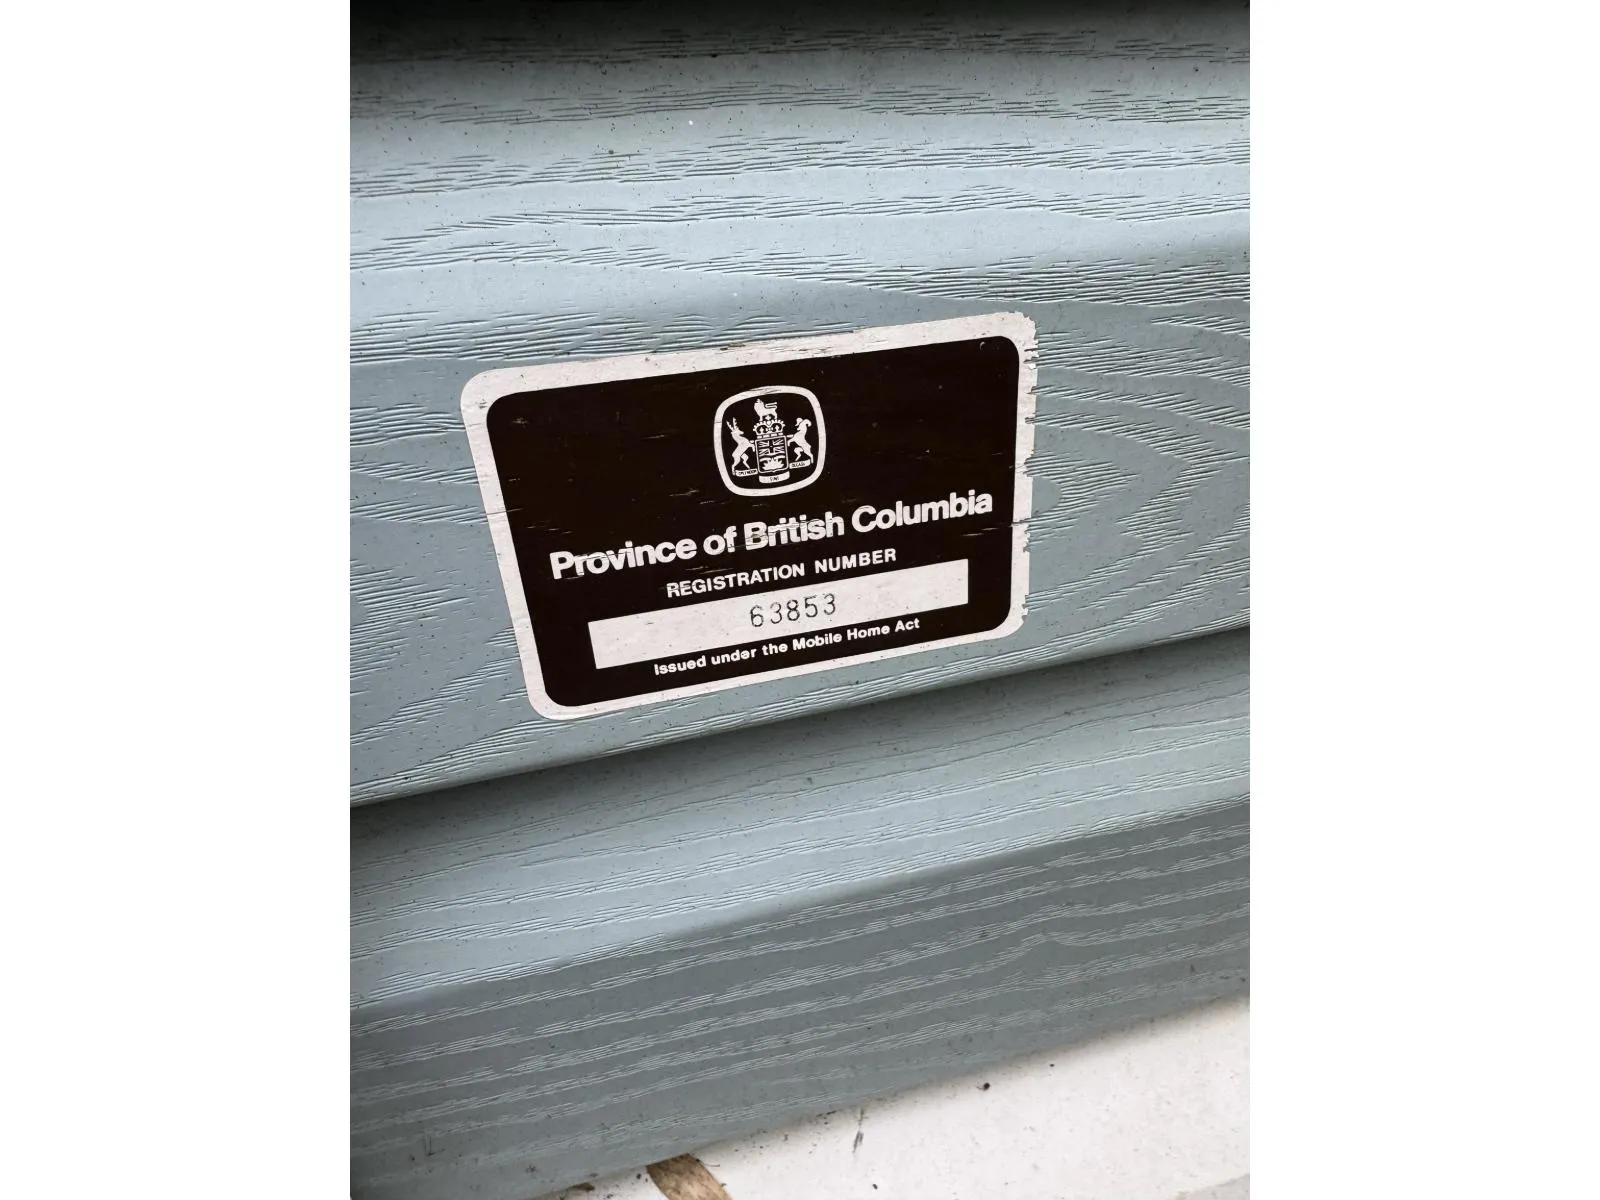 Province of British Columbia
REGISTRATION NUMBER
63853
Issued under the Mobile Home Act